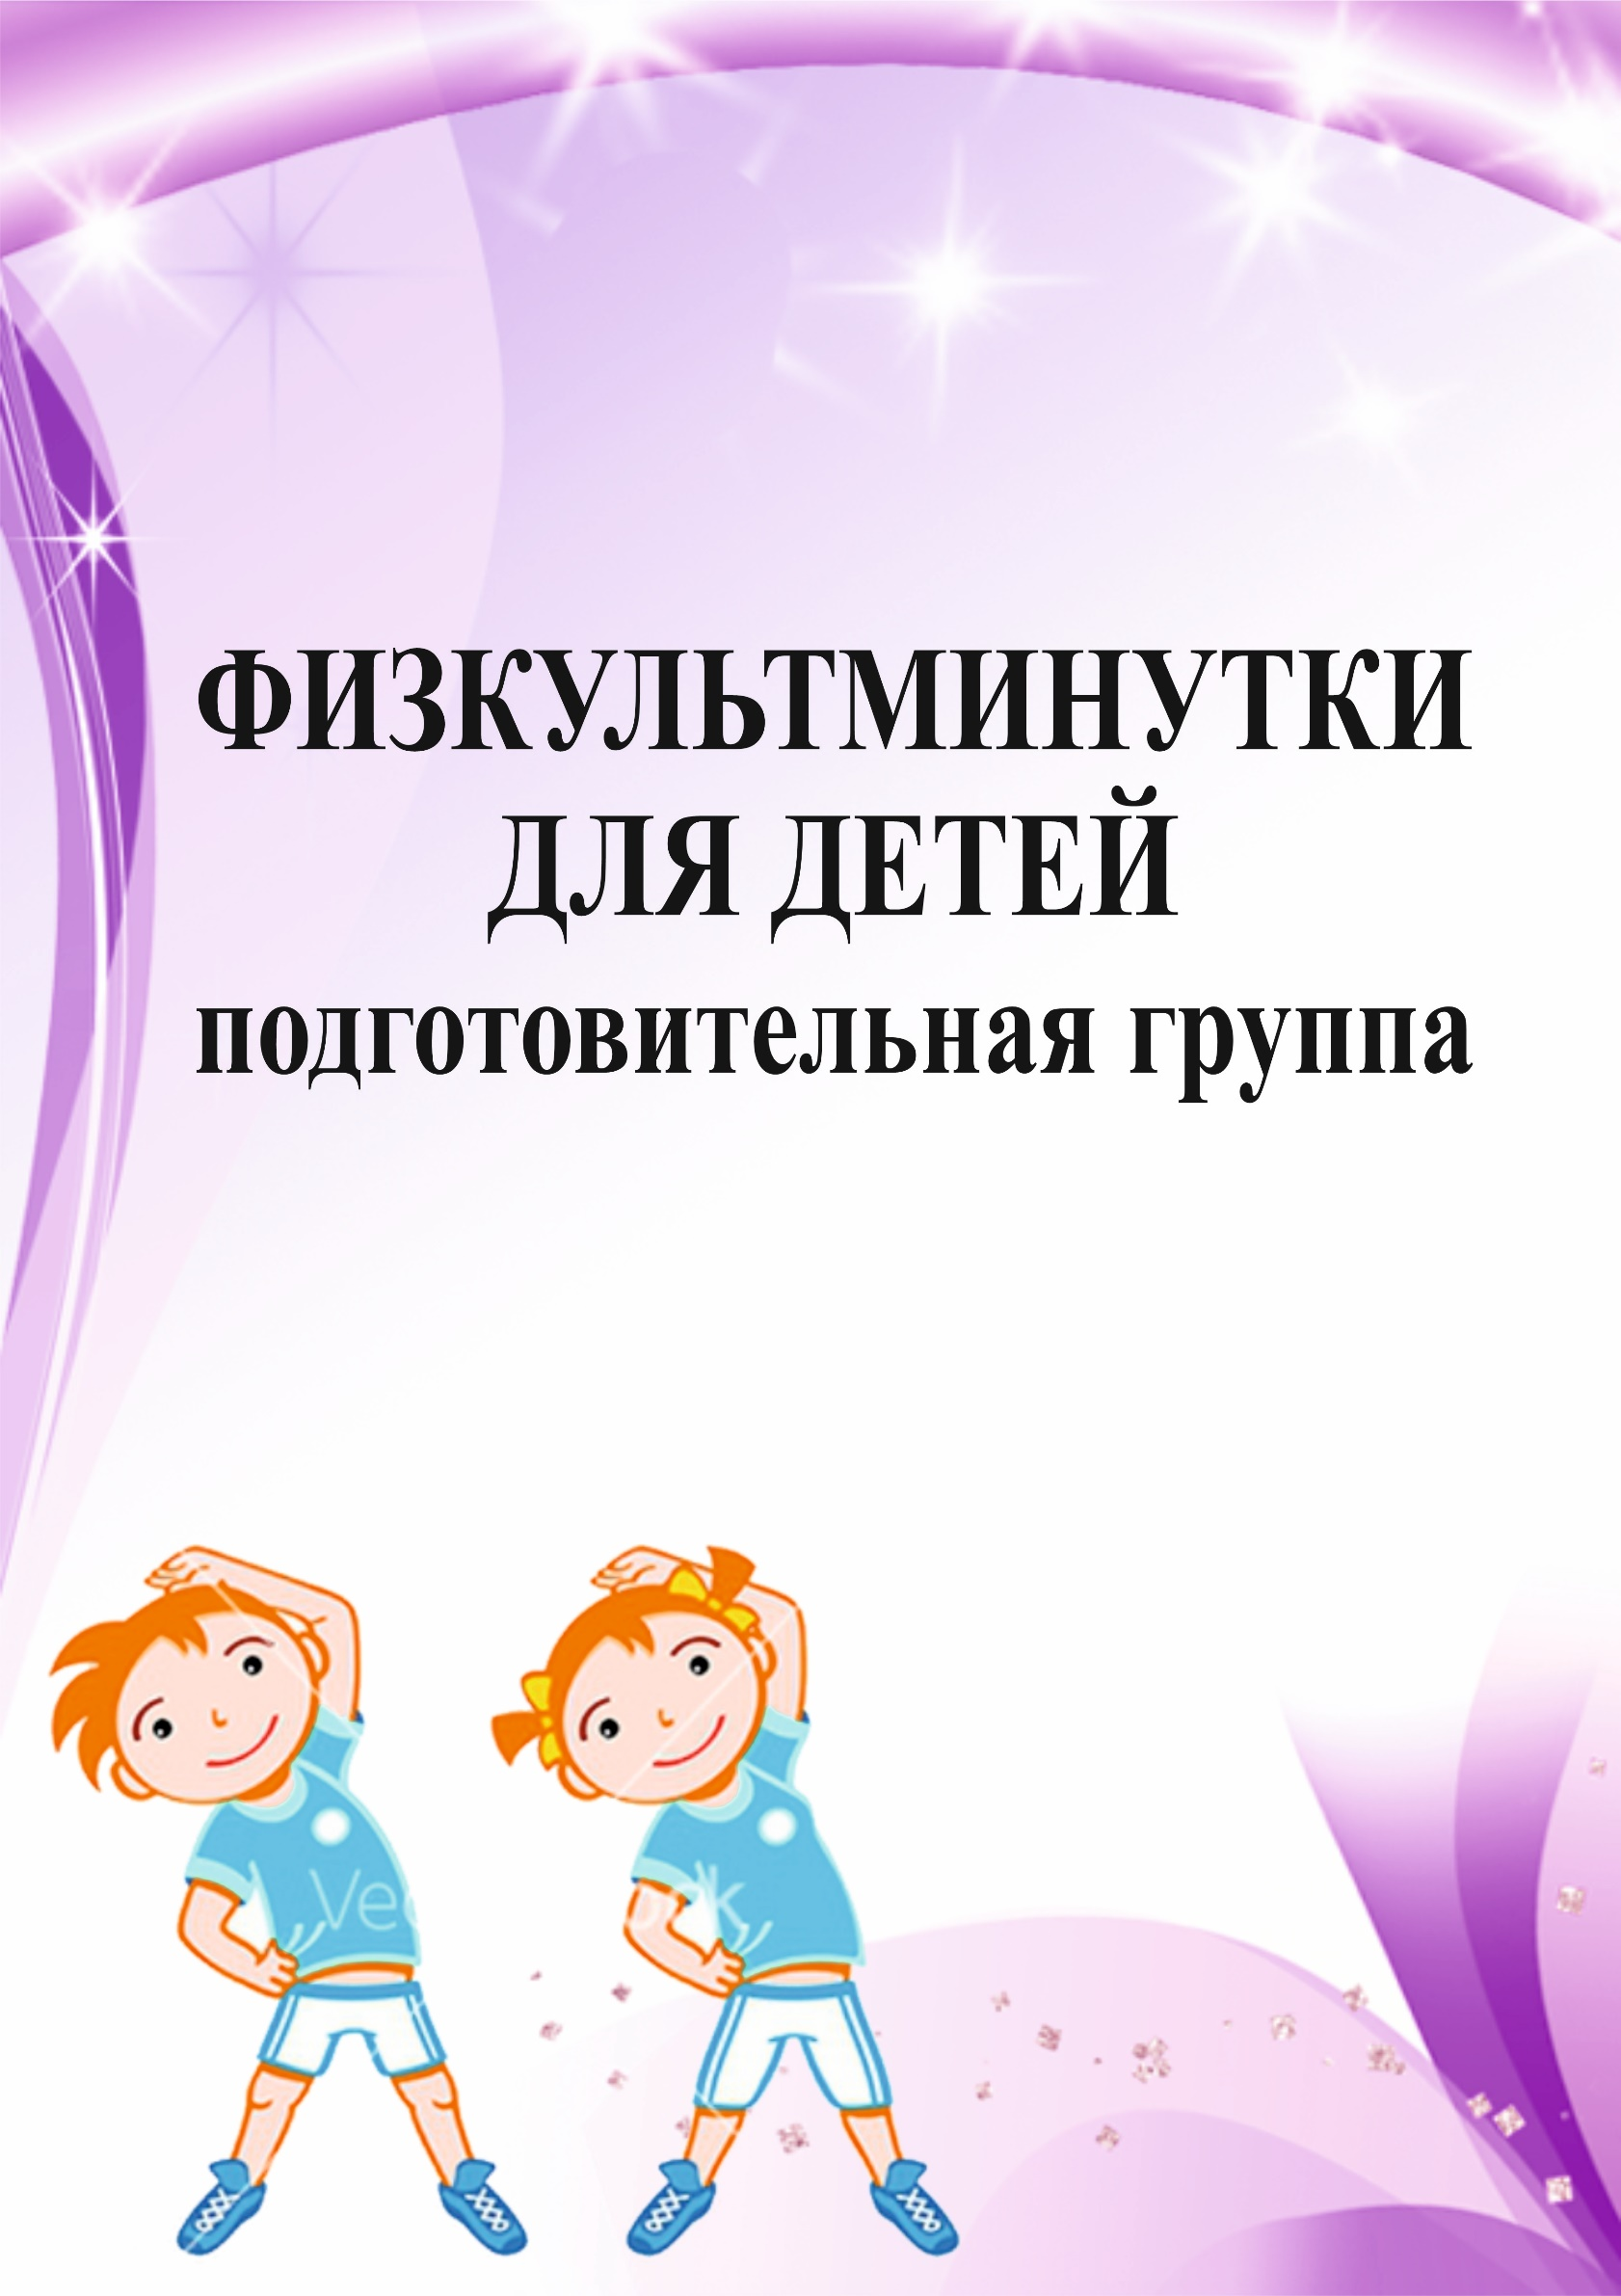 ФИЗКУЛЬТМИНУТКИ
ДЛЯ ДЕТЕЙ
подготовительная группа